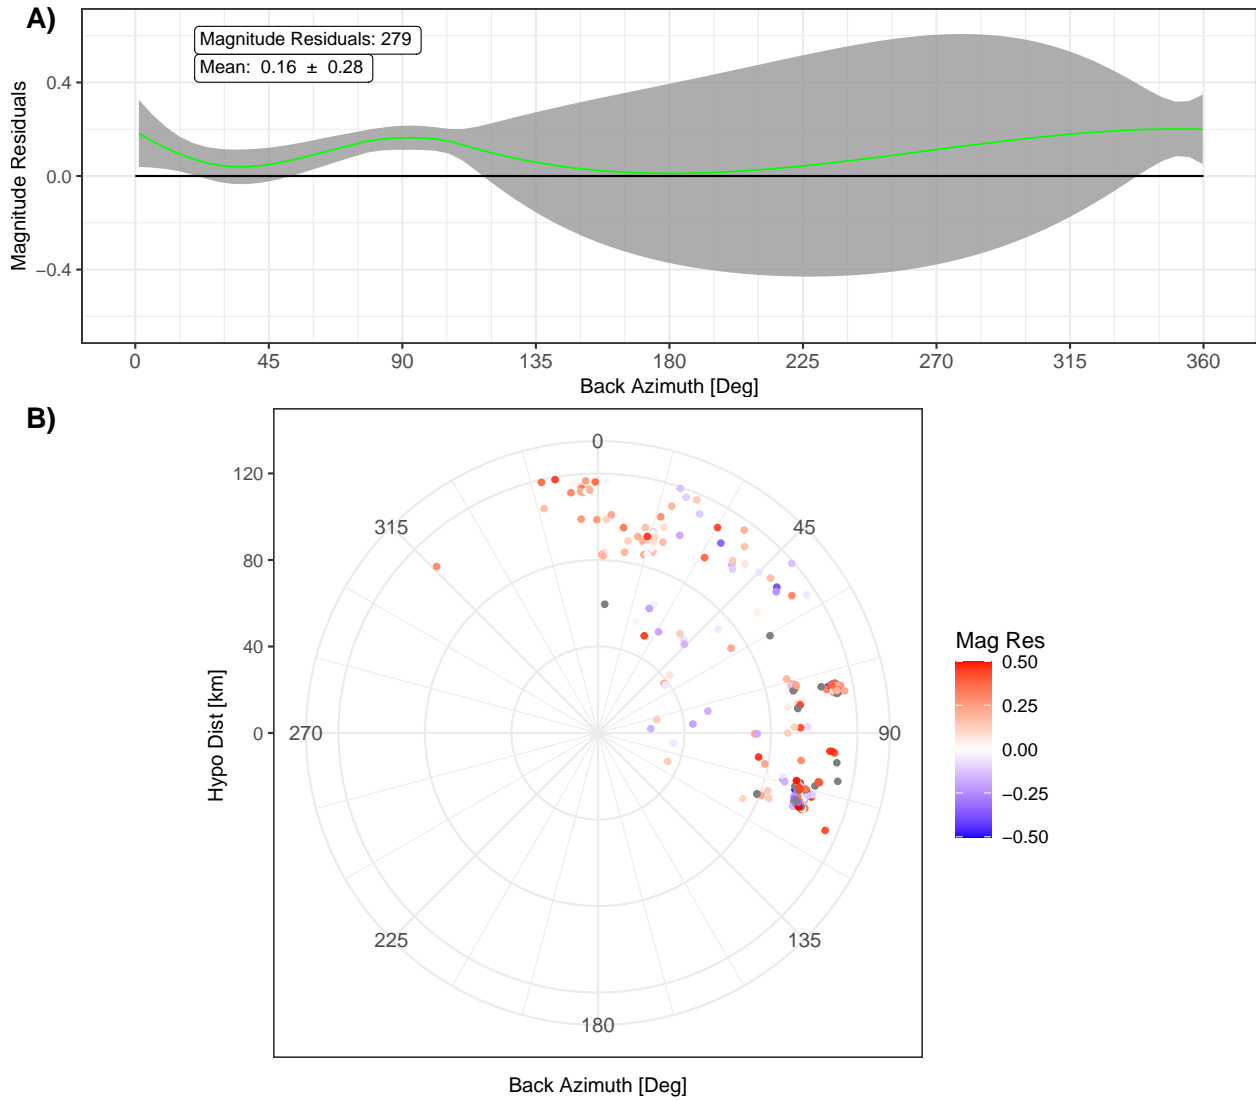 A)
Magnitude Residuals: 279
Mean:  0.16  ±  0.28
Magnitude Residuals
0.4
0.0
−0.4
0 45 90 135 180 225 270 315 360
Back Azimuth [Deg]
B)
Hypo Dist [km]
120
80
40
0
0
45
90
135
180
225
270
315
Back Azimuth [Deg]
Mag Res
0.50
0.25
0.00
−0.25
−0.50